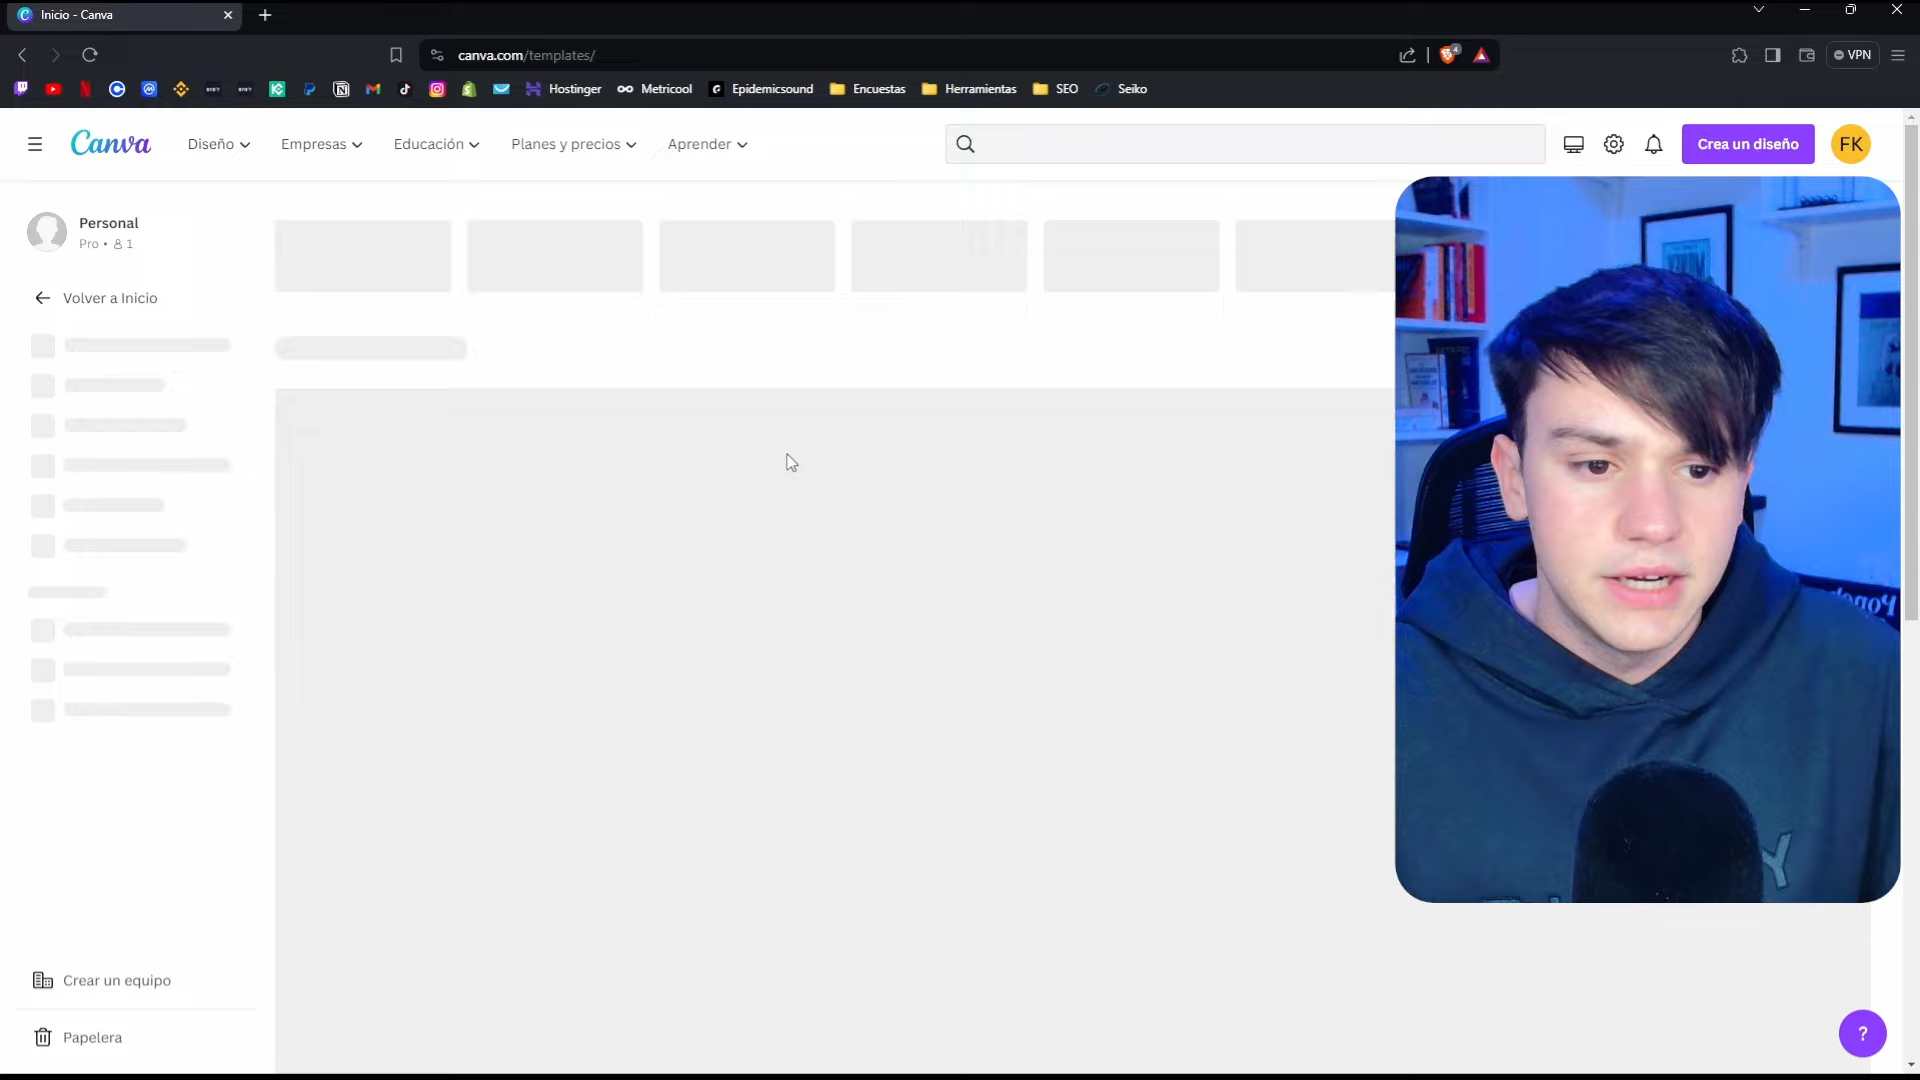 Inicio - Canva
canva.com/templates/
4
VPN
Hostinger
Metricool
Epidemicsound
Encuestas
Herramientas
SEO
Seiko
Canva
Diseño
Empresas
Educación
Planes y precios
Aprender
Crea un diseño
FK
Personal
Pro • 1
Volver a Inicio
Crear un equipo
Papelera
?